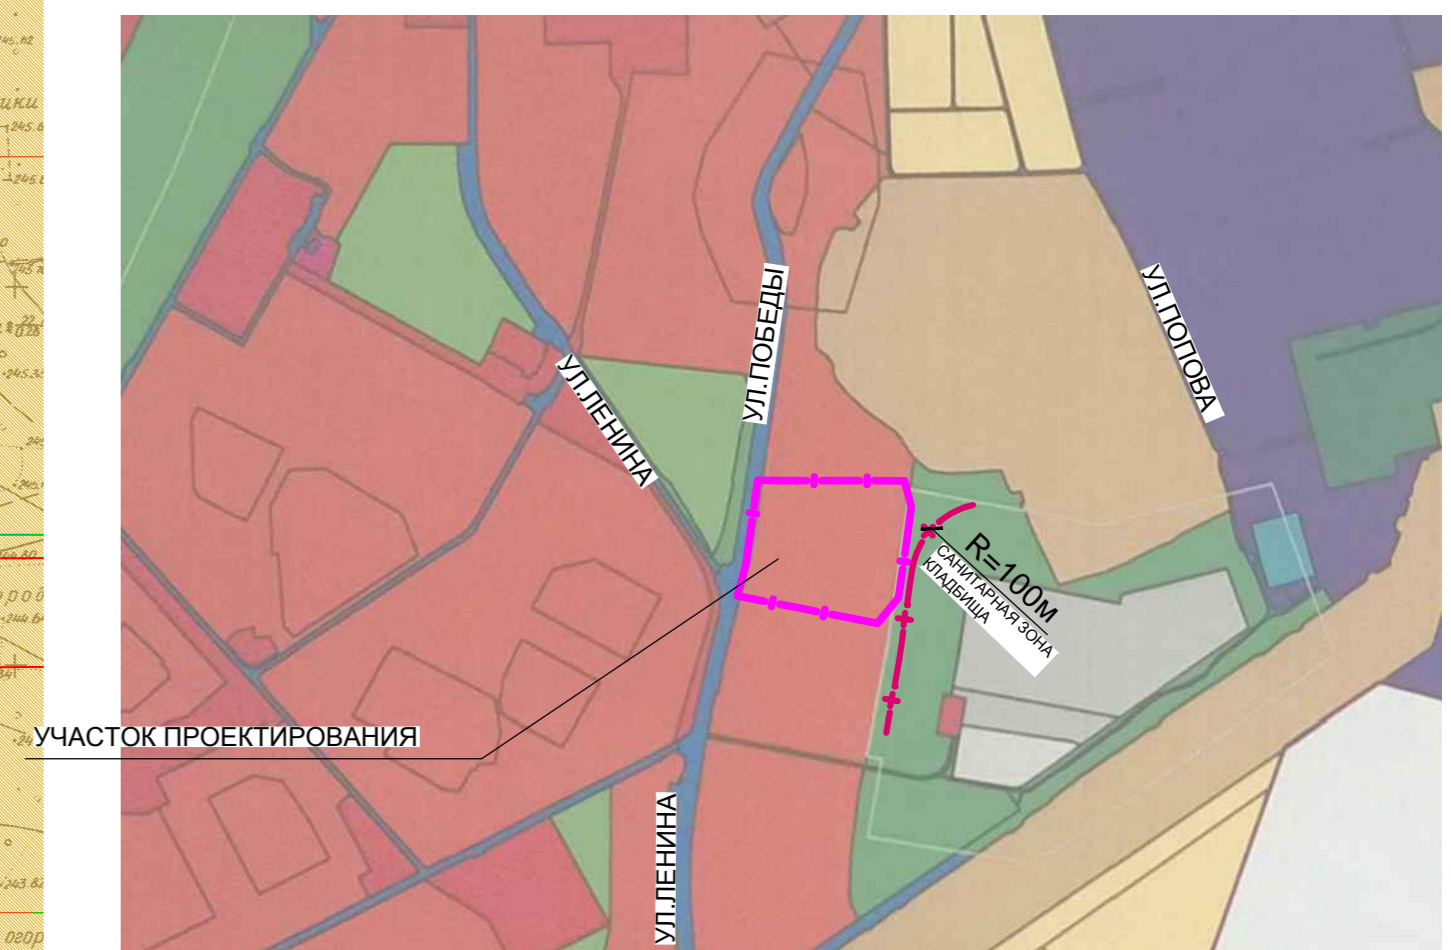 УЛ.ПОБЕДЫ
УЛ.ПОПОВА
УЛ.ЛЕНИНА
R=100м
САНИТАРНАЯ ЗОНА
КЛАДБИЩА
УЧАСТОК ПРОЕКТИРОВАНИЯ
УЛ.ЛЕНИНА